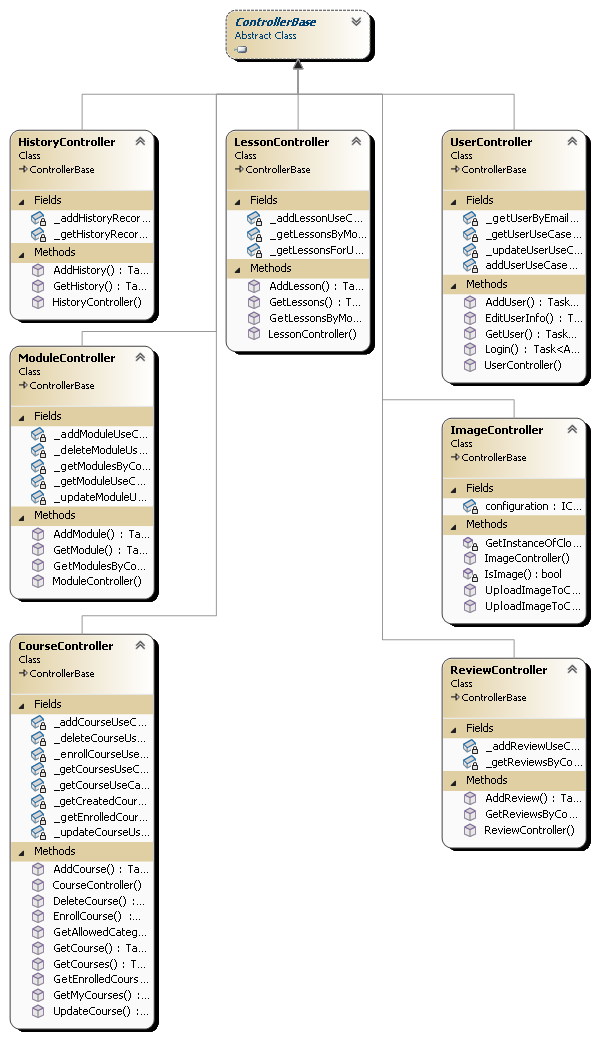 ControllerBase
Abstract Class
HistoryController
Class
ControllerBase
Fields
_addHistoryRecor...
_getHistoryRecor...
Methods
AddHistory() : Ta...
GetHistory() : Ta...
HistoryController()
LessonController
Class
ControllerBase
Fields
_addLessonUseC...
_getLessonsByMo...
_getLessonsForU...
Methods
AddLesson() : Ta...
GetLessons() : T...
GetLessonsByMo...
LessonController()
UserController
Class
ControllerBase
Fields
_getUserByEmail...
_getUserUseCase...
_updateUserUseC...
addUserUseCase...
Methods
AddUser() : Task...
EditUserInfo() : T...
GetUser() : Task...
Login() : Task<A...
UserController()
ModuleController
Class
ControllerBase
Fields
_addModuleUseC...
_deleteModuleUs...
_getModulesByCo...
_getModuleUseC...
_updateModuleU...
Methods
AddModule() : Ta...
GetModule() : Ta...
GetModulesByCo...
ModuleController()
ImageController
Class
ControllerBase
Fields
configuration : IC...
Methods
GetInstanceOfClo...
ImageController()
IsImage() : bool
UploadImageToC...
UploadImageToC...
CourseController
Class
ControllerBase
Fields
_addCourseUseC...
_deleteCourseUs...
_enrollCourseUse...
_getCoursesUseC...
_getCourseUseCa...
_getCreatedCour...
_getEnrolledCour...
_updateCourseUs...
Methods
AddCourse() : Ta...
CourseController()
DeleteCourse() :...
EnrollCourse() :...
GetAllowedCateg...
GetCourse() : Ta...
GetCourses() : T...
GetEnrolledCours...
GetMyCourses() :...
UpdateCourse() :...
ReviewController
Class
ControllerBase
Fields
_addReviewUseC...
_getReviewsByCo...
Methods
AddReview() : Ta...
GetReviewsByCo...
ReviewController()